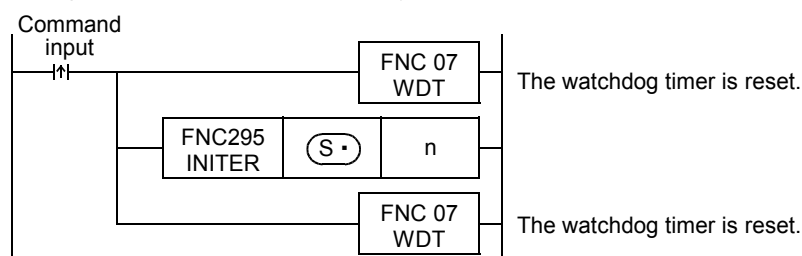 Command
input
FNC 07
WDT
The watchdog timer is reset.
FNC295
INITER
S・
n
FNC 07
WDT
The watchdog timer is reset.